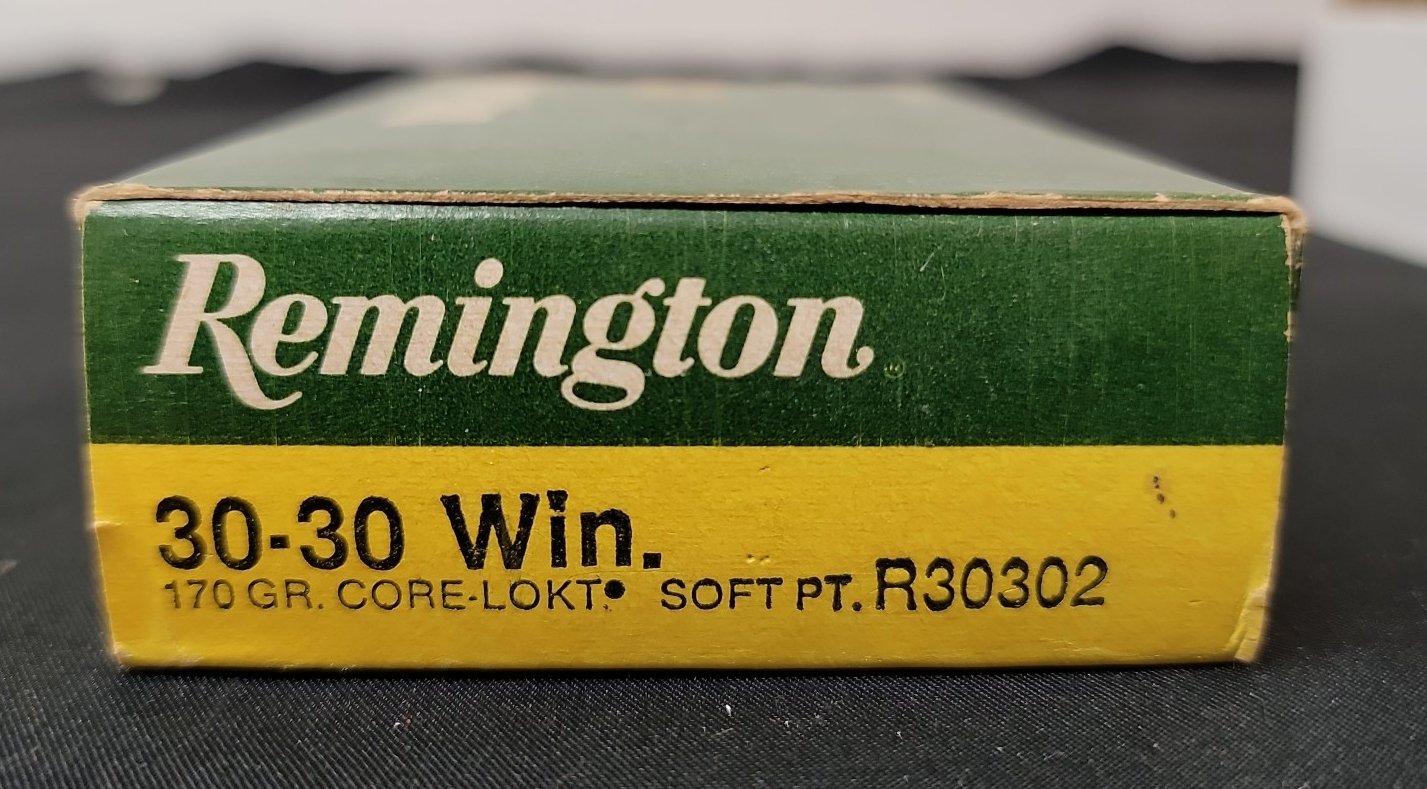 Remington
30-30 Win.
170 GR. CORE-LOKT® SOFT PT. R30302